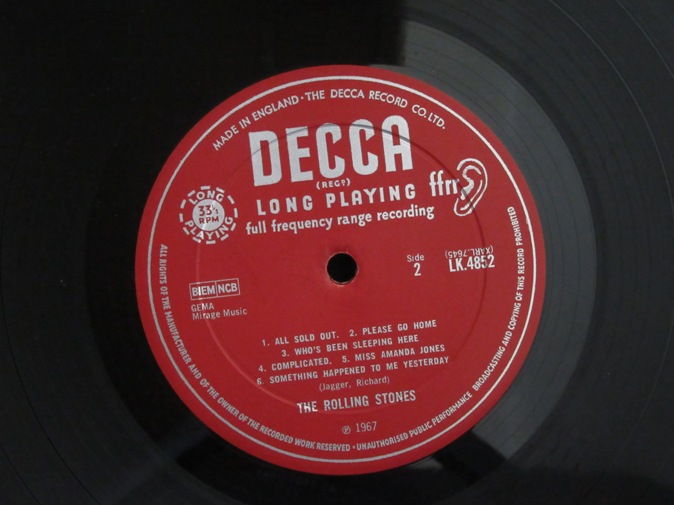 MADE IN ENGLAND · THE DECCA RECORD CO. LTD.
DECCA
(REGD)
LONG PLAYING
ffrr
full frequency range recording
LONG
33⅓
RPM
PLAYING
Side
2
(XARL.7645)
LK.4852
BIEM NCB
GEMA
Mirage Music
1. ALL SOLD OUT. 2. PLEASE GO HOME
3. WHO'S BEEN SLEEPING HERE
4. COMPLICATED. 5. MISS AMANDA JONES
6. SOMETHING HAPPENED TO ME YESTERDAY
(Jagger, Richard)
THE ROLLING STONES
℗ 1967
ALL RIGHTS OF THE MANUFACTURER AND OF THE OWNER OF THE RECORDED WORK RESERVED · UNAUTHORISED PUBLIC PERFORMANCE BROADCASTING AND COPYING OF THIS RECORD PROHIBITED